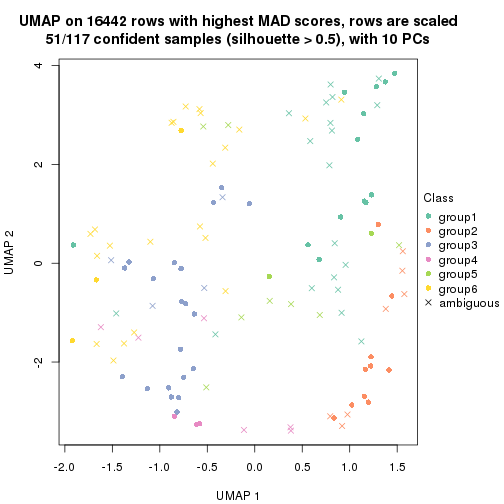 UMAP on 16442 rows with highest MAD scores, rows are scaled
51/117 confident samples (silhouette > 0.5), with 10 PCs
4
2
0
-2
UMAP 2
-2.0 -1.5 -1.0 -0.5 0.0 0.5 1.0 1.5
UMAP 1
Class
group1
group2
group3
group4
group5
group6
ambiguous